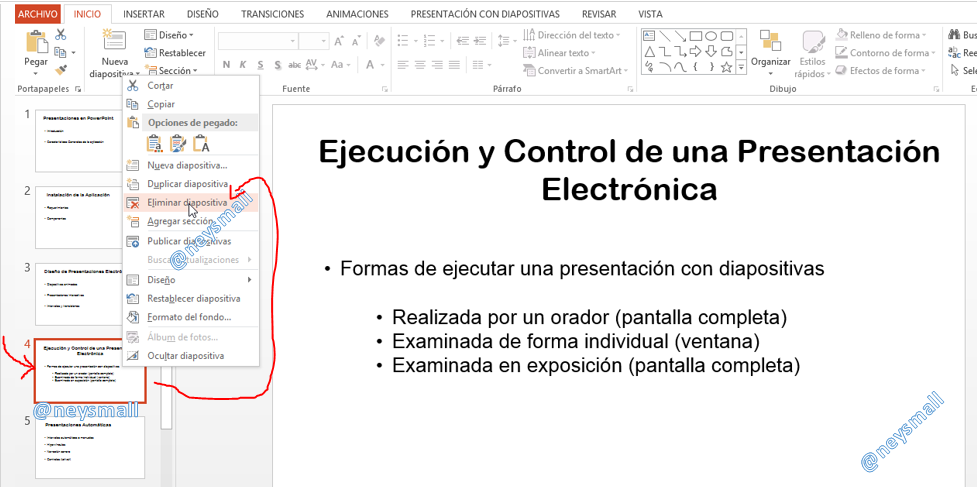 ARCHIVO INICIO INSERTAR DISEÑO TRANSICIONES ANIMACIONES PRESENTACIÓN CON DIAPOSITIVAS REVISAR VISTA
Pegar
Nueva diapositiva
Diseño
Restablecer
Sección
N K S S abc AV Aa A
Dirección del texto
Alinear texto
Convertir a SmartArt
Organizar
Estilos rápidos
Relleno de forma
Contorno de forma
Efectos de forma
Bus
Ree
Sele
Portapapeles
Fuente
Párrafo
Dibujo
Cortar
Copiar
Opciones de pegado:
Nueva diapositiva...
Duplicar diapositiva
Eliminar diapositiva
Agregar sección
Publicar diapositivas
Diseño
Restablecer diapositiva
Formato del fondo...
Álbum de fotos...
Ocultar diapositiva
@neysmall
1
Presentaciones en PowerPoint
2
Instalación de la Aplicación
3
Diseño de Presentaciones Electró
4
Ejecución y Control de una Presen
Electrónica
@neysmall
5
Presentaciones Automáticas
Ejecución y Control de una Presentación
Electrónica
• Formas de ejecutar una presentación con diapositivas
• Realizada por un orador (pantalla completa)
• Examinada de forma individual (ventana)
• Examinada en exposición (pantalla completa)
@neysmall